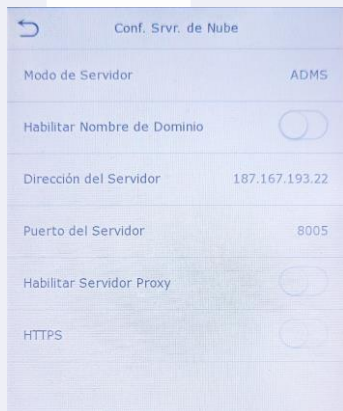 Conf. Srvr. de Nube
Modo de Servidor ADMS
Habilitar Nombre de Dominio
Dirección del Servidor 187.167.193.22
Puerto del Servidor 8005
Habilitar Servidor Proxy
HTTPS